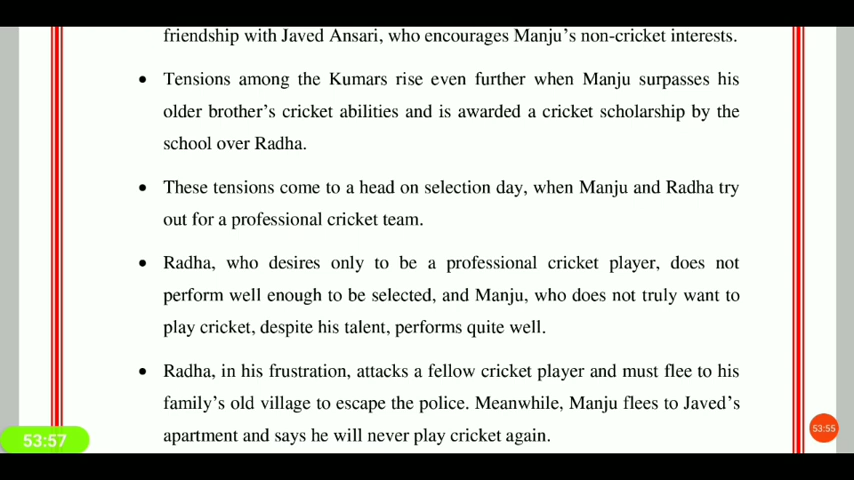 friendship with Javed Ansari, who encourages Manju’s non-cricket interests.
• Tensions among the Kumars rise even further when Manju surpasses his
older brother’s cricket abilities and is awarded a cricket scholarship by the
school over Radha.
• These tensions come to a head on selection day, when Manju and Radha try
out for a professional cricket team.
• Radha, who desires only to be a professional cricket player, does not
perform well enough to be selected, and Manju, who does not truly want to
play cricket, despite his talent, performs quite well.
• Radha, in his frustration, attacks a fellow cricket player and must flee to his
family’s old village to escape the police. Meanwhile, Manju flees to Javed’s
apartment and says he will never play cricket again.
53:57
53:55